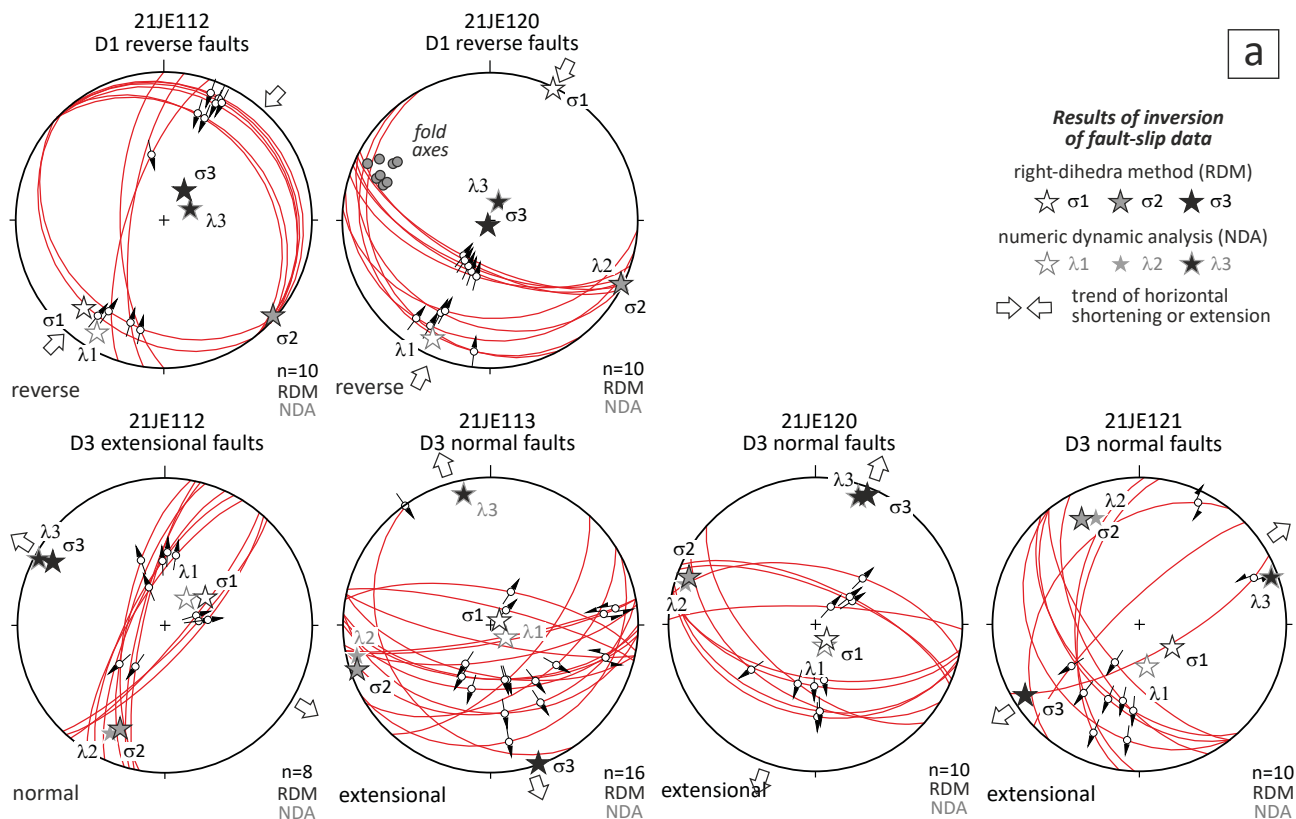 21JE112
D1 reverse faults
σ3
λ3
σ1
λ1
σ2
n=10
RDM
NDA
reverse
21JE120
D1 reverse faults
σ1
fold
axes
λ3
σ3
λ2
σ2
λ1
n=10
RDM
NDA
reverse
a
Results of inversion
of fault-slip data
right-dihedra method (RDM)
σ1 σ2 σ3
numeric dynamic analysis (NDA)
λ1 λ2 λ3
trend of horizontal
shortening or extension
21JE112
D3 extensional faults
λ3
σ3
λ1
σ1
λ2
σ2
n=8
RDM
NDA
normal
21JE113
D3 normal faults
λ3
σ1
λ1
λ2
σ2
σ3
n=16
RDM
NDA
extensional
21JE120
D3 normal faults
λ3
σ3
σ2
λ2
σ1
λ1
n=10
RDM
NDA
extensional
21JE121
D3 normal faults
λ2
σ2
λ3
σ1
λ1
σ3
n=10
RDM
NDA
extensional